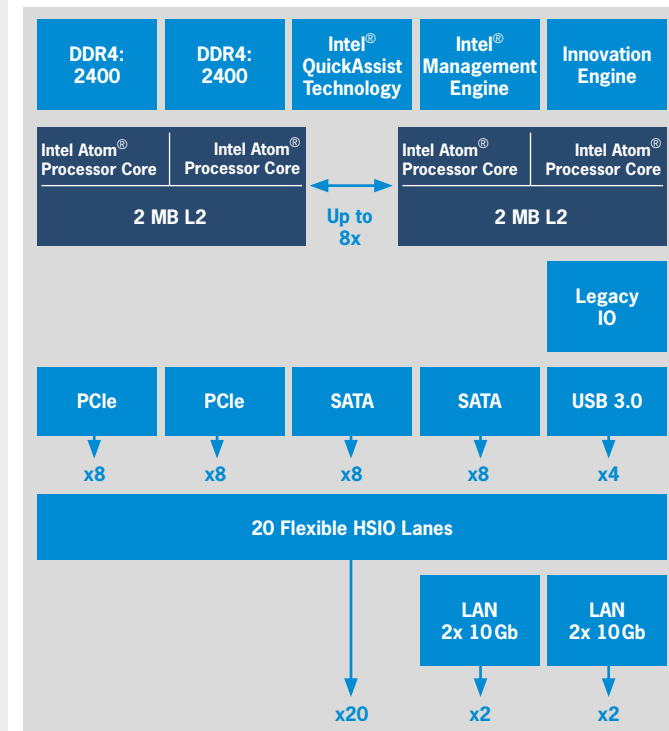 DDR4:
2400
DDR4:
2400
Intel®
QuickAssist
Technology
Intel®
Management
Engine
Innovation
Engine
Intel Atom®
Processor Core
Intel Atom®
Processor Core
2 MB L2
Up to
8x
Intel Atom®
Processor Core
Intel Atom®
Processor Core
2 MB L2
Legacy
IO
PCIe
PCIe
SATA
SATA
USB 3.0
x8
x8
x8
x8
x4
20 Flexible HSIO Lanes
LAN
2x 10Gb
LAN
2x 10Gb
x20
x2
x2